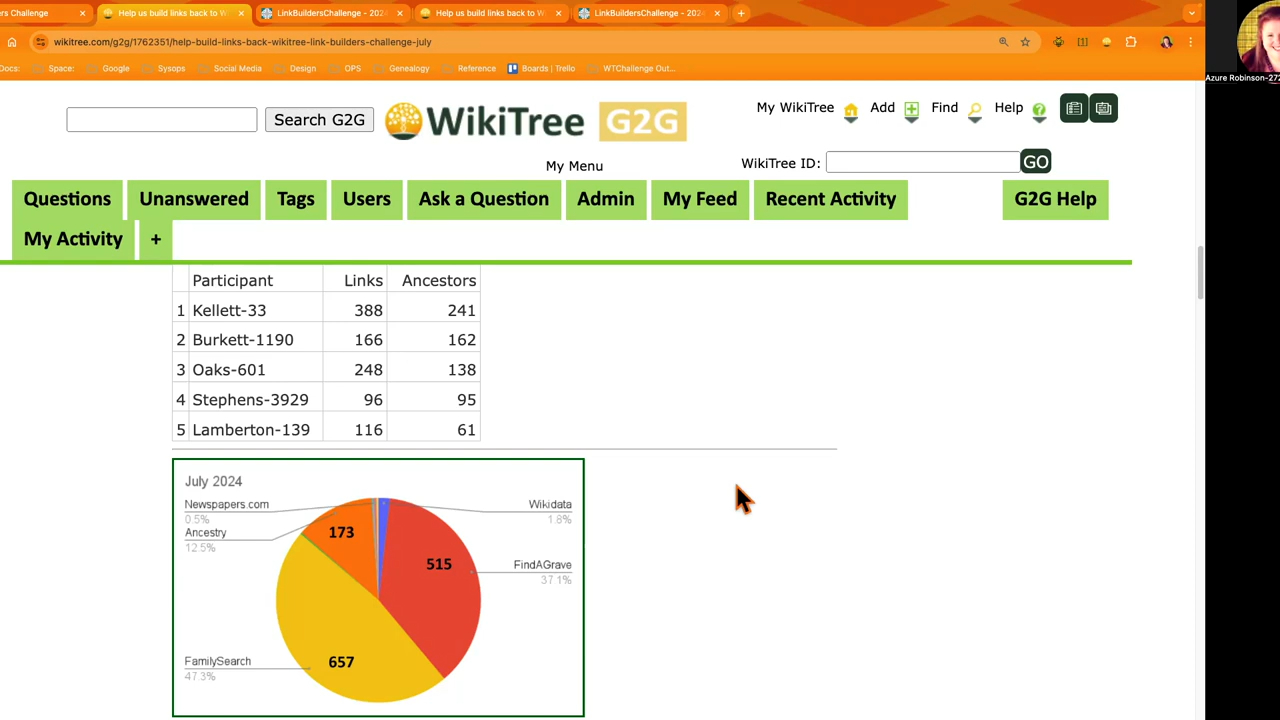 ers Challenge
Help us build links back to W
LinkBuildersChallenge - 2024
Help us build links back to W
LinkBuildersChallenge - 2024
wikitree.com/g2g/1762351/help-build-links-back-wikitree-link-builders-challenge-july
Docs: Space: Google Sysops Social Media Design OPS Genealogy Reference Boards | Trello WTChallenge Out...
Azure Robinson-272
Search G2G
WikiTree G2G
My WikiTree Add Find Help
My Menu
WikiTree ID: GO
Questions Unanswered Tags Users Ask a Question Admin My Feed Recent Activity G2G Help
My Activity +
Participant Links Ancestors
1 Kellett-33 388 241
2 Burkett-1190 166 162
3 Oaks-601 248 138
4 Stephens-3929 96 95
5 Lamberton-139 116 61
July 2024
Newspapers.com
0.5%
Ancestry
12.5%
Wikidata
1.8%
173
515
FindAGrave
37.1%
657
FamilySearch
47.3%